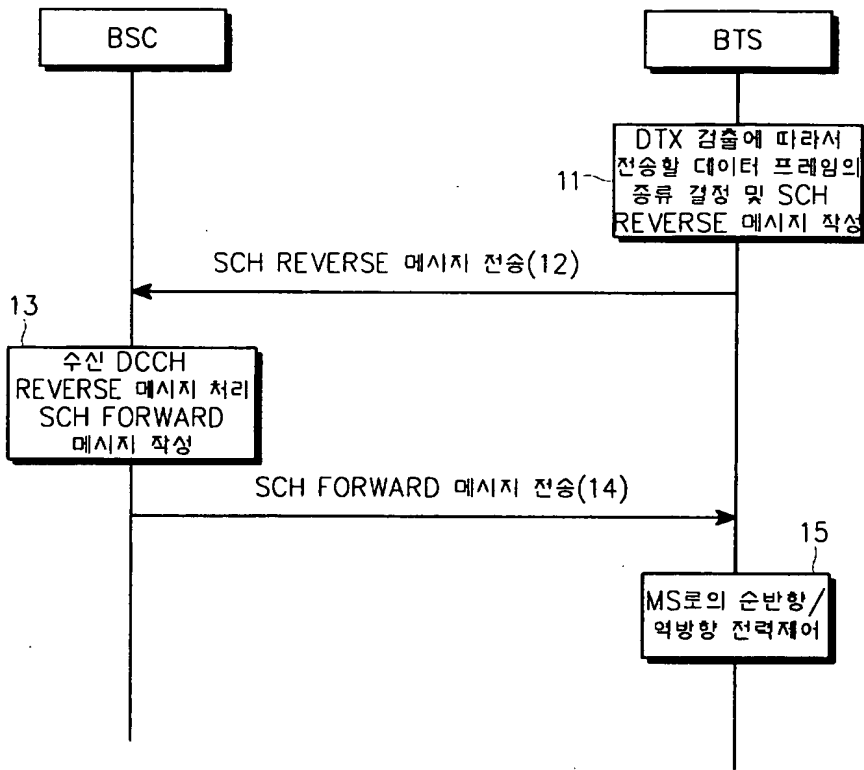 BSC
BTS
DTX 검출에 따라서
전송할 데이터 프레임의
종류 결정 및 SCH
REVERSE 메시지 작성
11
SCH REVERSE 메시지 전송(12)
13
수신 DCCH
REVERSE 메시지 처리
SCH FORWARD
메시지 작성
SCH FORWARD 메시지 전송(14)
15
MS로의 순반향/
역방향 전력제어